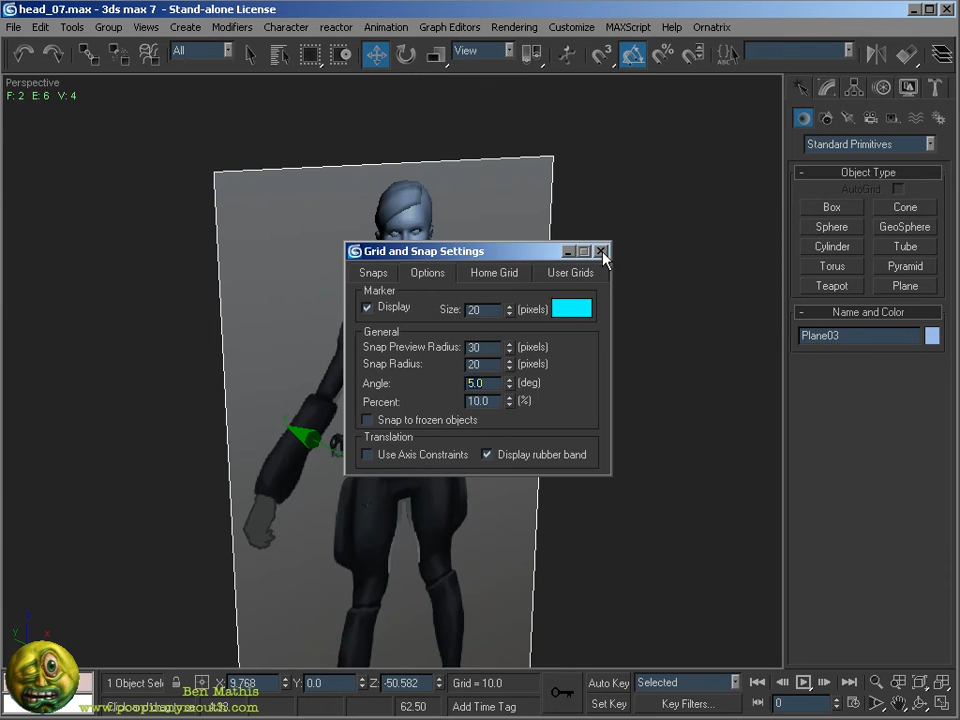 head_07.max - 3ds max 7 - Stand-alone License
File Edit Tools Group Views Create Modifiers Character reactor Animation Graph Editors Rendering Customize MAXScript Help Ornatrix
All View
Perspective
F: 2 E: 6 V: 4
Standard Primitives
- Object Type
AutoGrid
Box Cone
Sphere GeoSphere
Cylinder Tube
Torus Pyramid
Teapot Plane
- Name and Color
Plane03
Grid and Snap Settings
Snaps Options Home Grid User Grids
Marker
Display Size: 20 (pixels)
General
Snap Preview Radius: 30 (pixels)
Snap Radius: 20 (pixels)
Angle: 5.0 (deg)
Percent: 10.0 (%)
Snap to frozen objects
Translation
Use Axis Constraints Display rubber band
Z
Y X
1 Object Sel X: 9.768 Y: 0.0 Z: -50.582 Grid = 10.0 Auto Key Selected
62.50 Add Time Tag Set Key Key Filters... 0
Ben Mathis
www.poopinmymouth.com